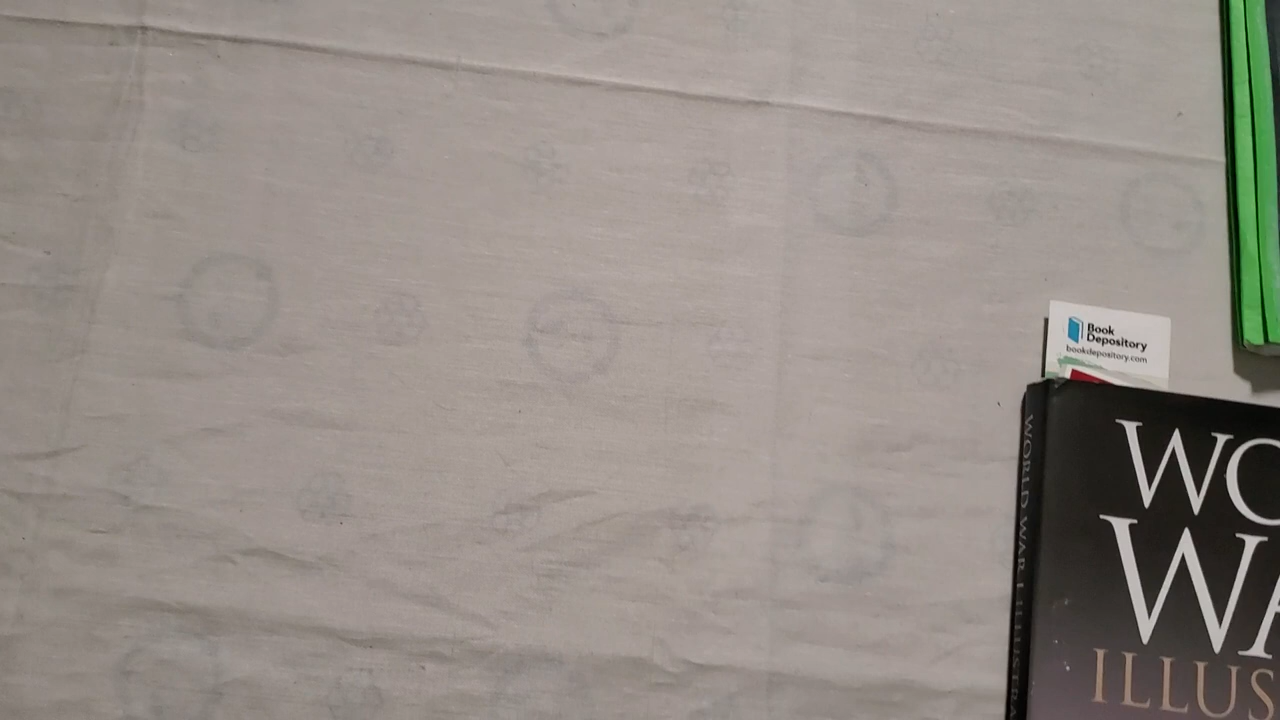 Book
Depository
bookdepository.com
WO
WA
ILLUS
WORLD WAR I ILLUSTRA